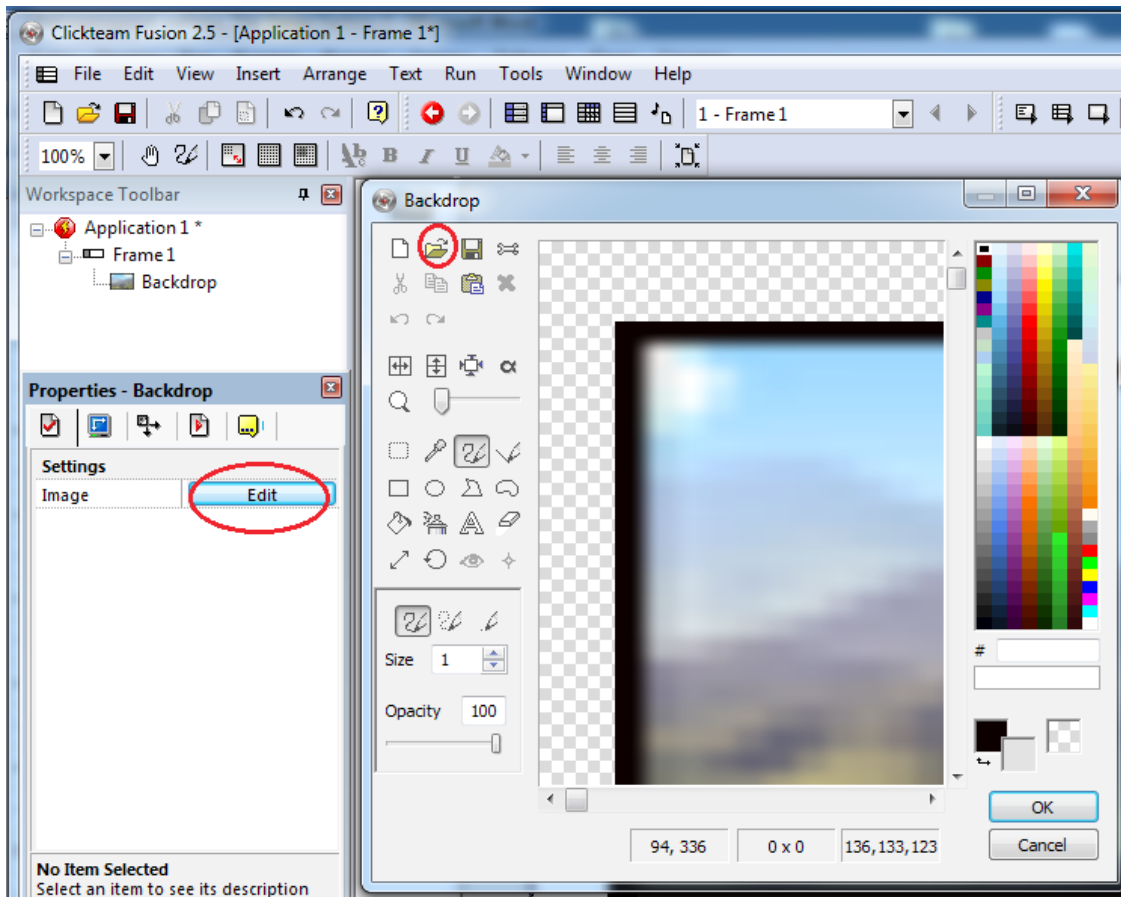 Clickteam Fusion 2.5 - [Application 1 - Frame 1*]
File Edit View Insert Arrange Text Run Tools Window Help
1 - Frame 1
100% B I U
Workspace Toolbar
Application 1 *
Frame 1
Backdrop
Properties - Backdrop
Settings
Image Edit
No Item Selected
Select an item to see its description
Backdrop
α
A
Size 1
Opacity 100
#
94, 336 0 x 0 136,133,123
OK
Cancel